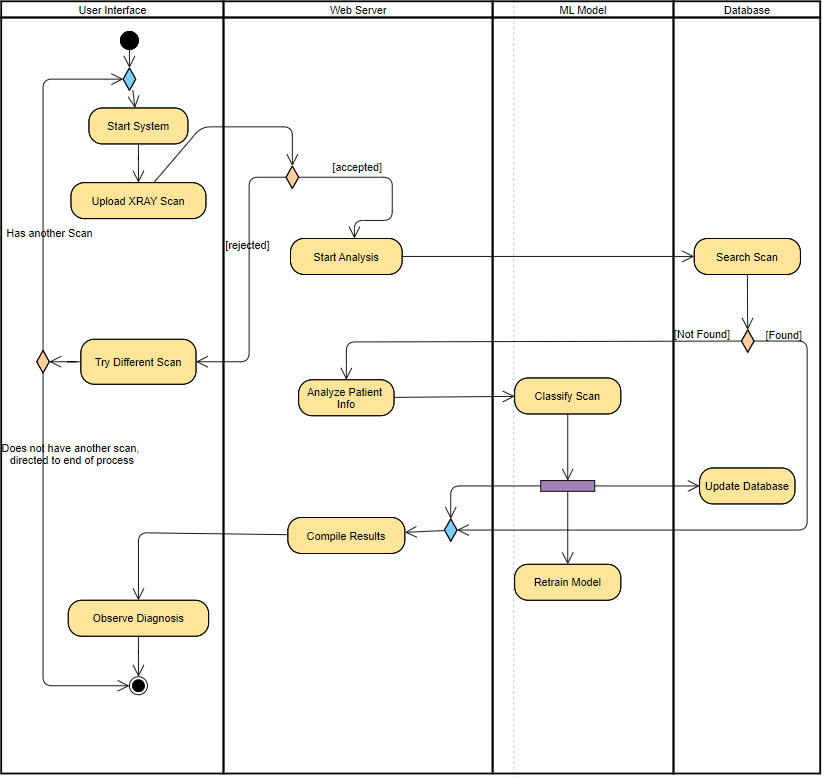 User Interface
Web Server
ML Model
Database
Start System
[accepted]
Upload XRAY Scan
Has another Scan
[rejected]
Start Analysis
Search Scan
[Not Found]
[Found]
Try Different Scan
Analyze Patient
Info
Classify Scan
Does not have another scan,
directed to end of process
Update Database
Compile Results
Retrain Model
Observe Diagnosis